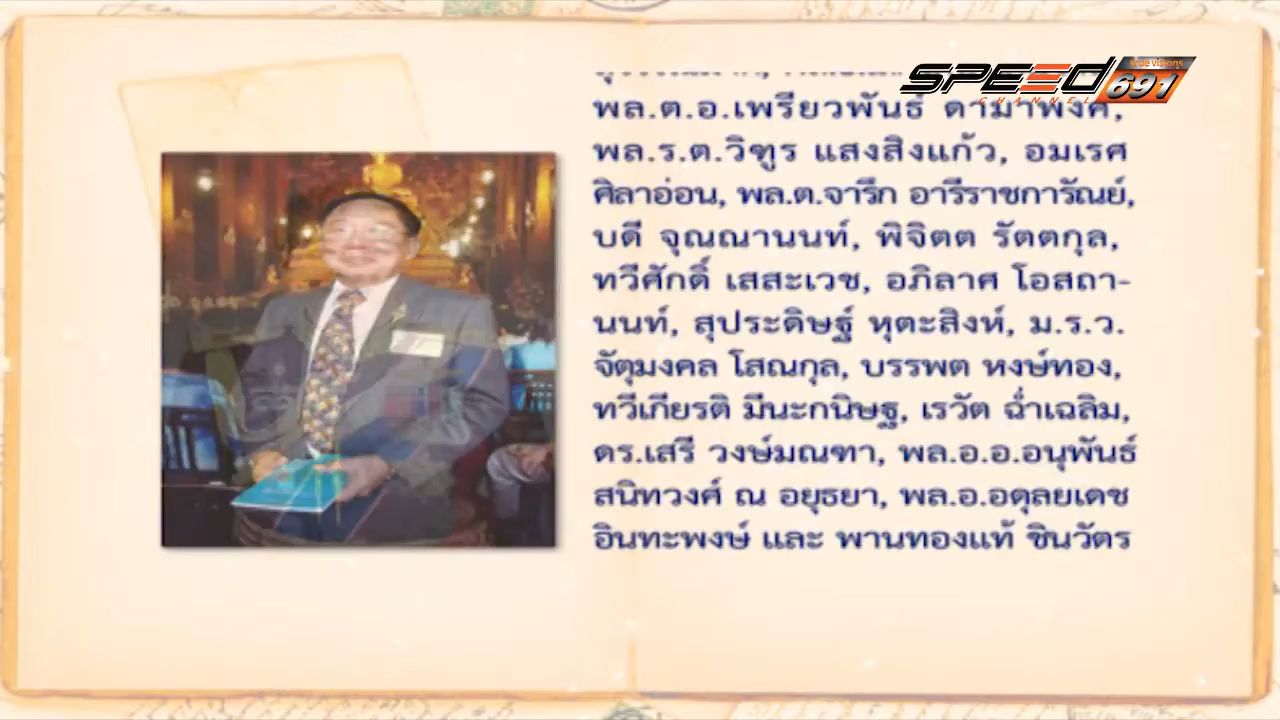 true visions
SPEED
CHANNEL
691
พล.ต.อ.เพรียวพันธ์ ดามาพงศ์,
พล.ร.ต.วิฑูร แสงสิงแก้ว, อมเรศ
ศิลาอ่อน, พล.ต.จารึก อารีราชการัณย์,
บดี จุณณานนท์, พิจิตต รัตตกุล,
ทวีศักดิ์ เสสะเวช, อภิลาศ โอสถา-
นนท์, สุประดิษฐ์ หุตะสิงห์, ม.ร.ว.
จัตุมงคล โสณกุล, บรรพต หงษ์ทอง,
ทวีเกียรติ มีนะกนิษฐ, เรวัต ฉ่ำเฉลิม,
ดร.เสรี วงษ์มณฑา, พล.อ.อ.อนุพันธ์
สนิทวงศ์ ณ อยุธยา, พล.อ.อดุลยเดช
อินทะพงษ์ และ พานทองแท้ ชินวัตร